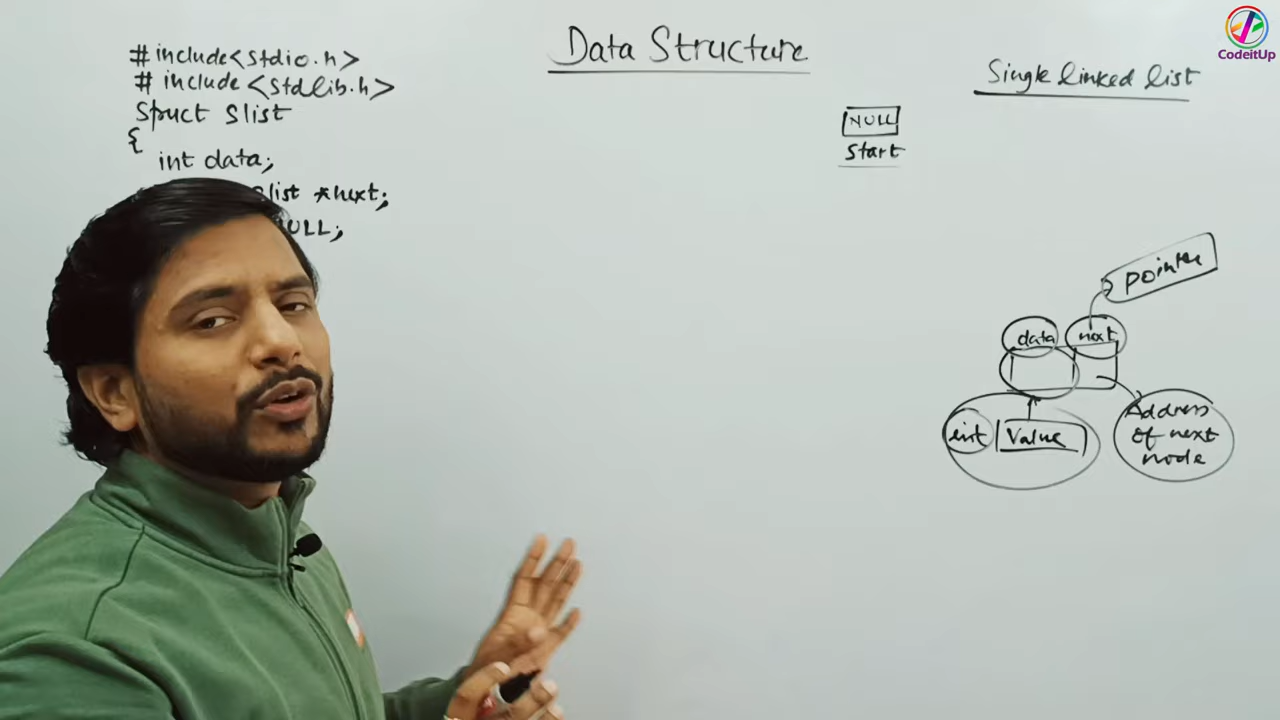 #include<stdio.h>
#include<stdlib.h>
Struct Slist
{
int data;
slist *next;
NULL;
Data Structure
Single linked list
NULL
Start
pointer
data next
int Value
Address
of next
node
CodeitUp